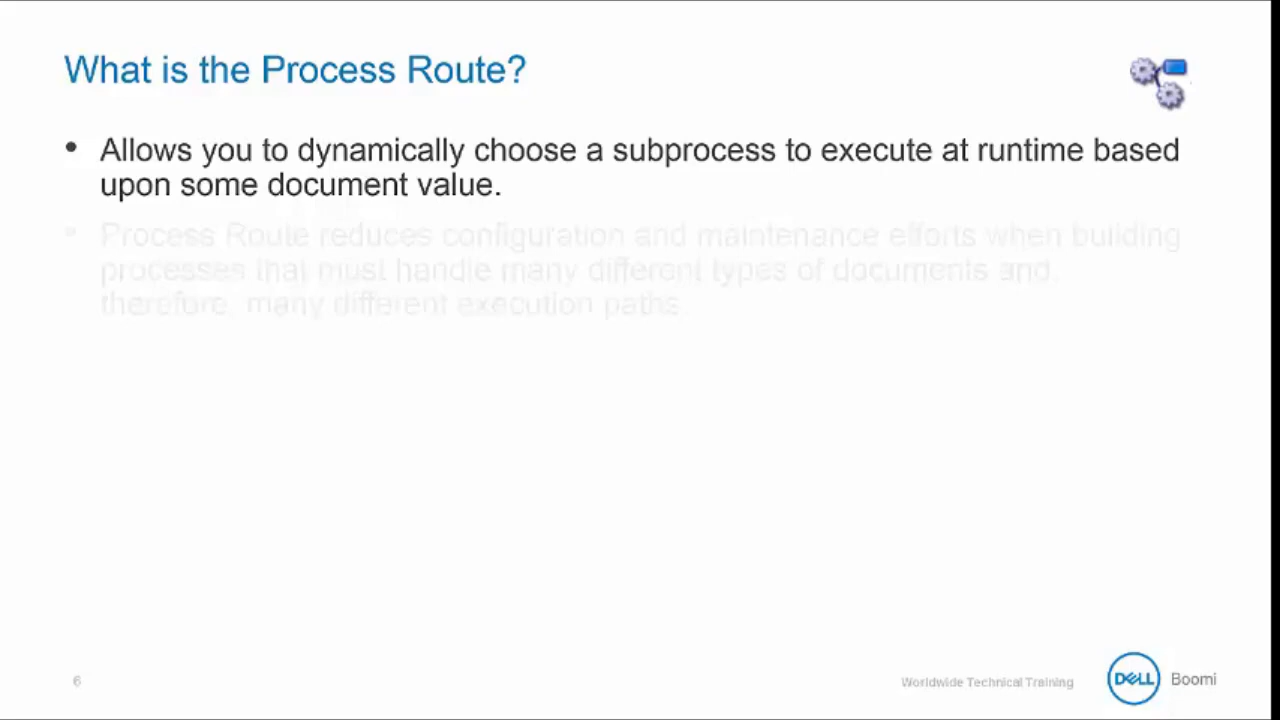 What is the Process Route?
• Allows you to dynamically choose a subprocess to execute at runtime based
upon some document value.
• Process Route reduces configuration and maintenance efforts when building
processes that must handle many different types of documents and,
therefore, many different execution paths.
6
Worldwide Technical Training
DELL Boomi